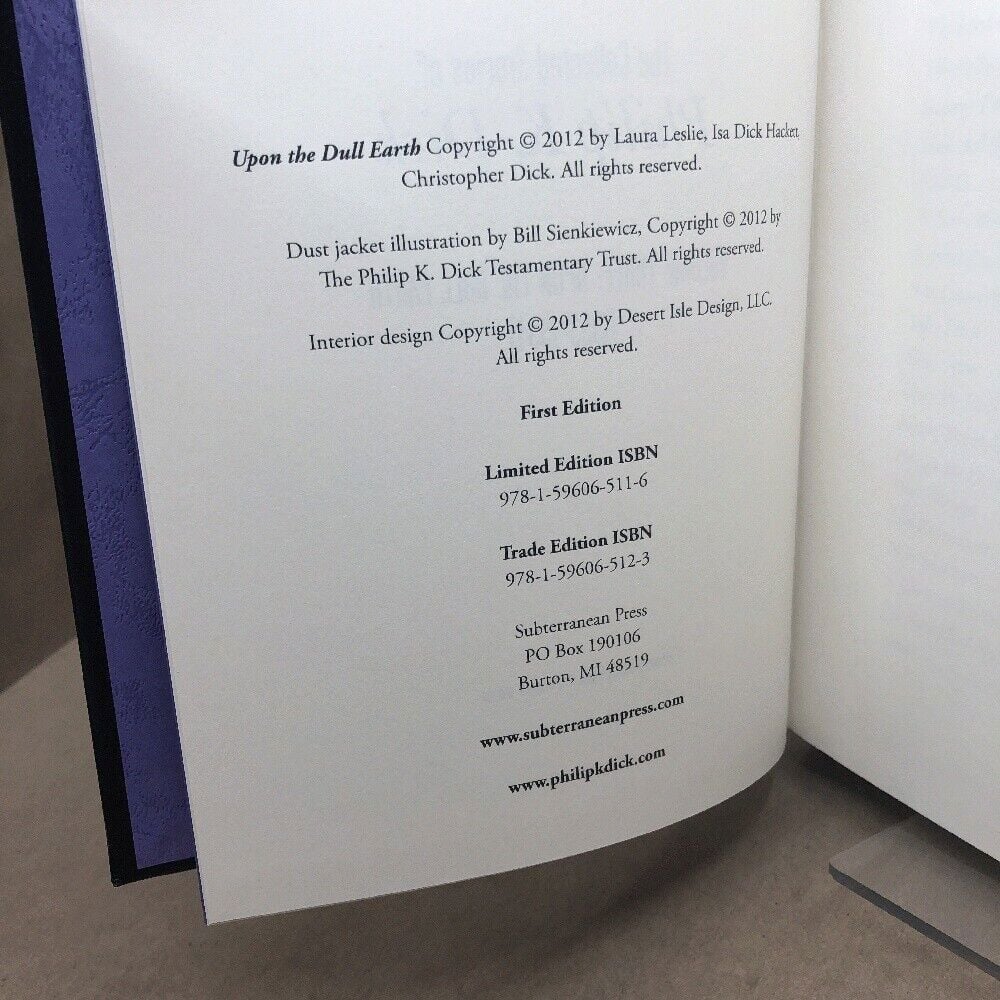 Upon the Dull Earth Copyright © 2012 by Laura Leslie, Isa Dick Hackett,
Christopher Dick. All rights reserved.
Dust jacket illustration by Bill Sienkiewicz, Copyright © 2012 by
The Philip K. Dick Testamentary Trust. All rights reserved.
Interior design Copyright © 2012 by Desert Isle Design, LLC.
All rights reserved.
First Edition
Limited Edition ISBN
978-1-59606-511-6
Trade Edition ISBN
978-1-59606-512-3
Subterranean Press
PO Box 190106
Burton, MI 48519
www.subterraneanpress.com
www.philipkdick.com